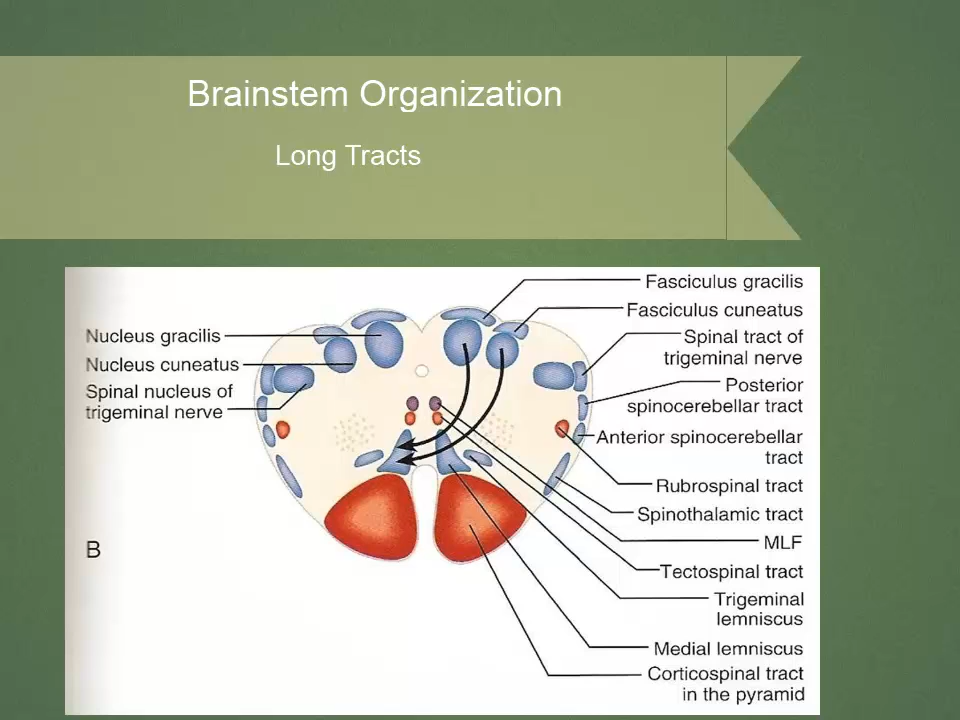 Brainstem Organization
Long Tracts
Fasciculus gracilis
Fasciculus cuneatus
Spinal tract of
trigeminal nerve
Posterior
spinocerebellar tract
Anterior spinocerebellar
tract
Rubrospinal tract
Spinothalamic tract
MLF
Tectospinal tract
Trigeminal
lemniscus
Medial lemniscus
Corticospinal tract
in the pyramid
Nucleus gracilis
Nucleus cuneatus
Spinal nucleus of
trigeminal nerve
B